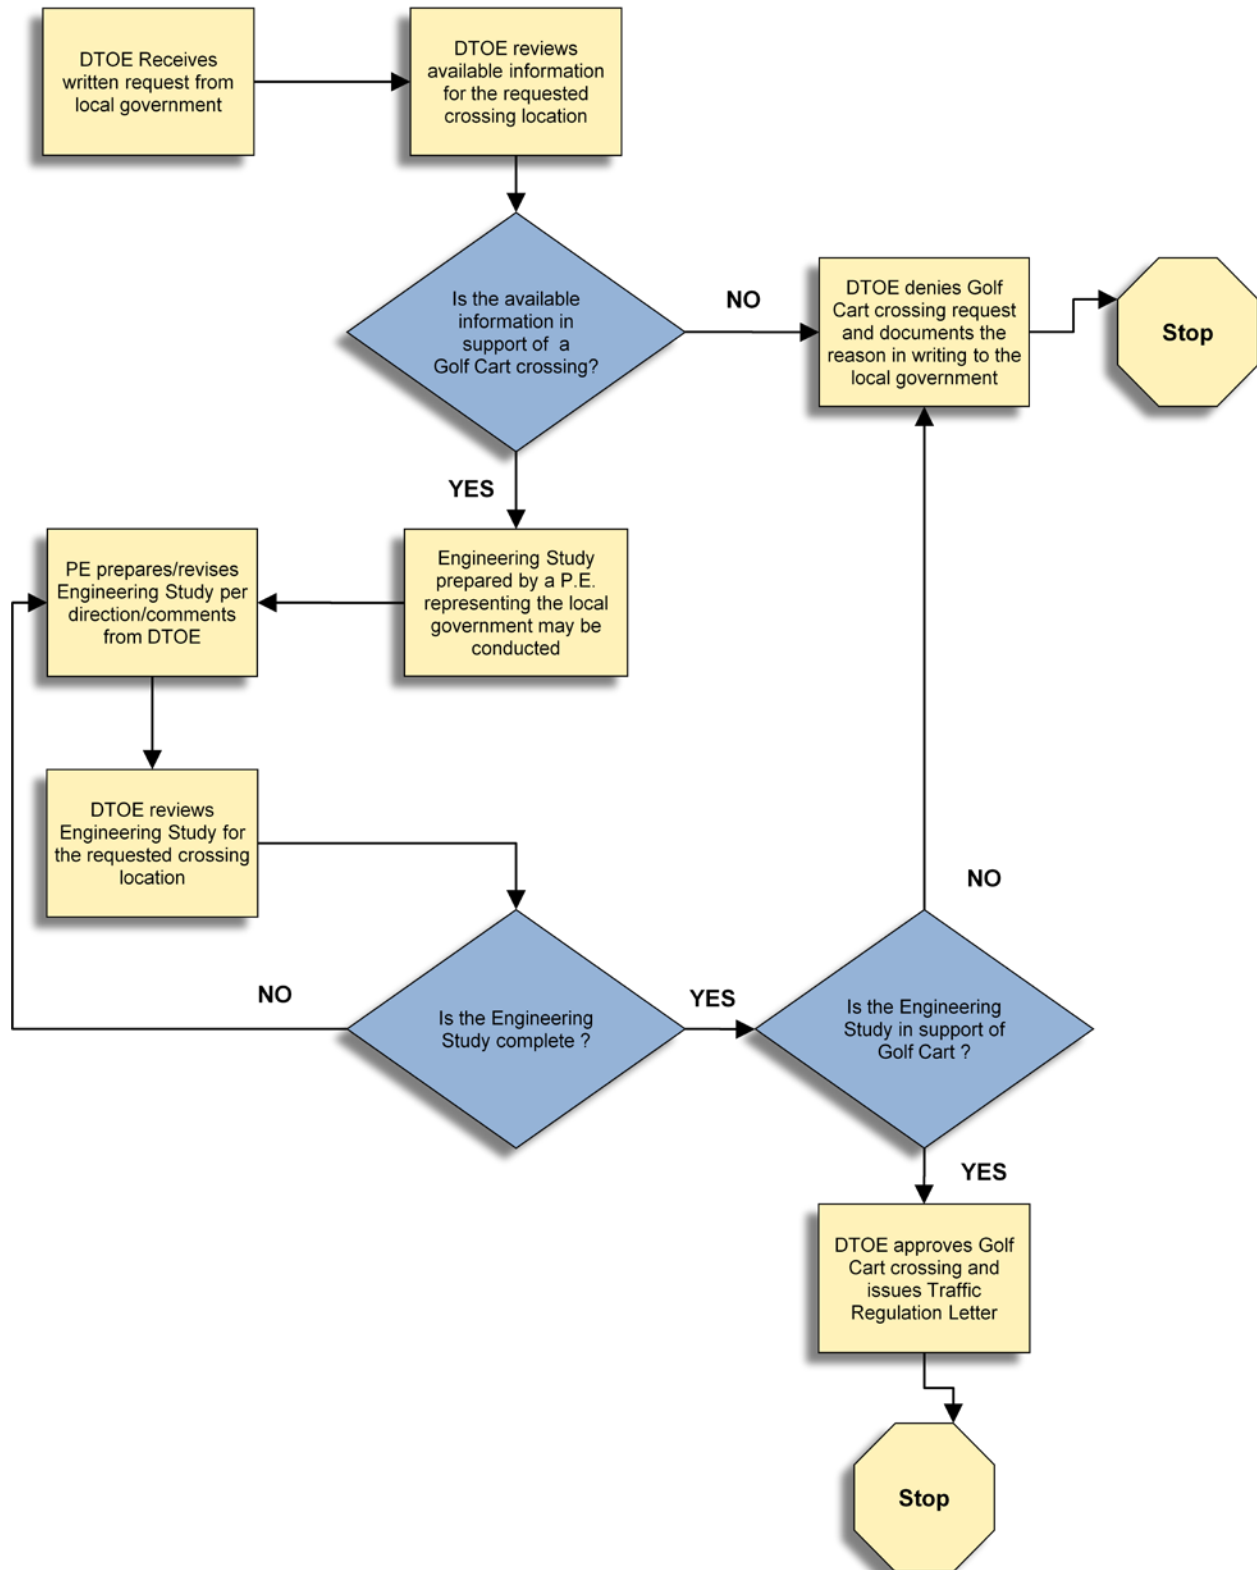 DTOE Receives
written request from
local government
DTOE reviews
available information
for the requested
crossing location
Is the available
information in
support of  a
Golf Cart crossing?
NO
DTOE denies Golf
Cart crossing request
and documents the
reason in writing to the
local government
Stop
YES
PE prepares/revises
Engineering Study per
direction/comments
from DTOE
Engineering Study
prepared by a P.E.
representing the local
government may be
conducted
DTOE reviews
Engineering Study for
the requested crossing
location
NO
Is the Engineering
Study complete ?
YES
NO
Is the Engineering
Study in support of
Golf Cart ?
YES
DTOE approves Golf
Cart crossing and
issues Traffic
Regulation Letter
Stop